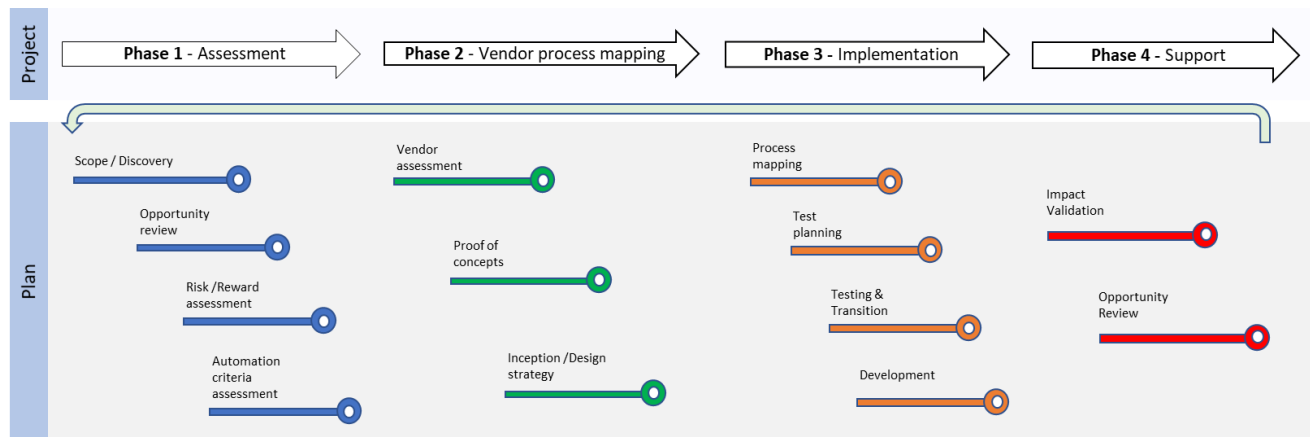 Project
Phase 1 - Assessment
Phase 2 - Vendor process mapping
Phase 3 - Implementation
Phase 4 - Support
Plan
Scope / Discovery
Opportunity
review
Risk /Reward
assessment
Automation
criteria
assessment
Vendor
assessment
Proof of
concepts
Inception /Design
strategy
Process
mapping
Test
planning
Testing &
Transition
Development
Impact
Validation
Opportunity
Review